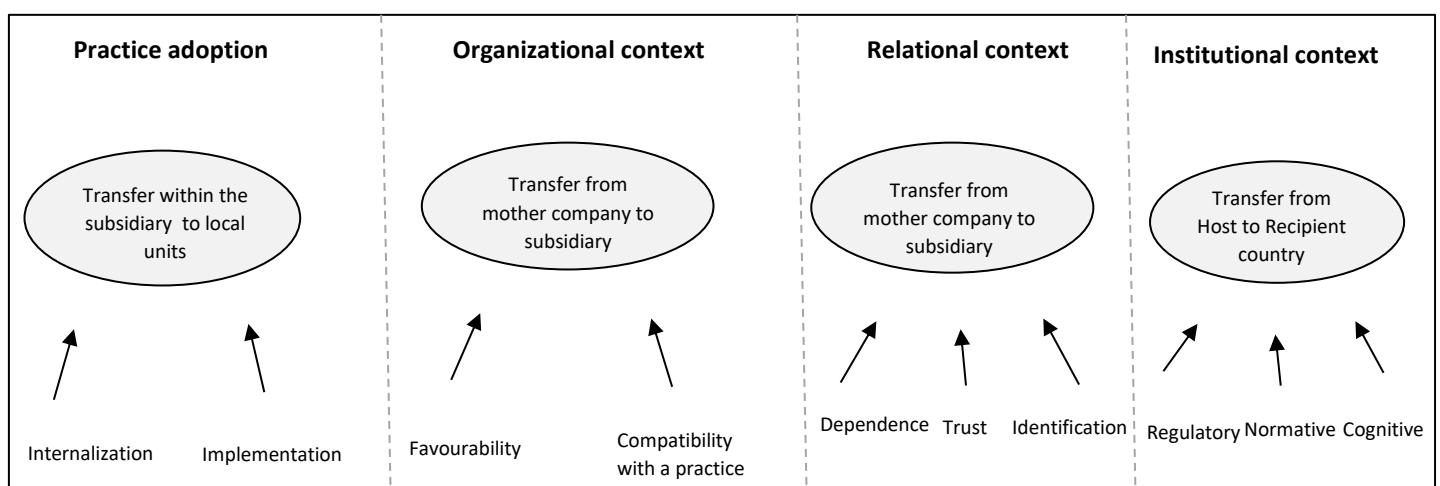 Practice adoption
Transfer within the
subsidiary to local
units
Internalization
Implementation
Organizational context
Transfer from
mother company to
subsidiary
Favourability
Compatibility
with a practice
Relational context
Transfer from
mother company to
subsidiary
Dependence
Trust
Identification
Institutional context
Transfer from
Host to Recipient
country
Regulatory
Normative
Cognitive